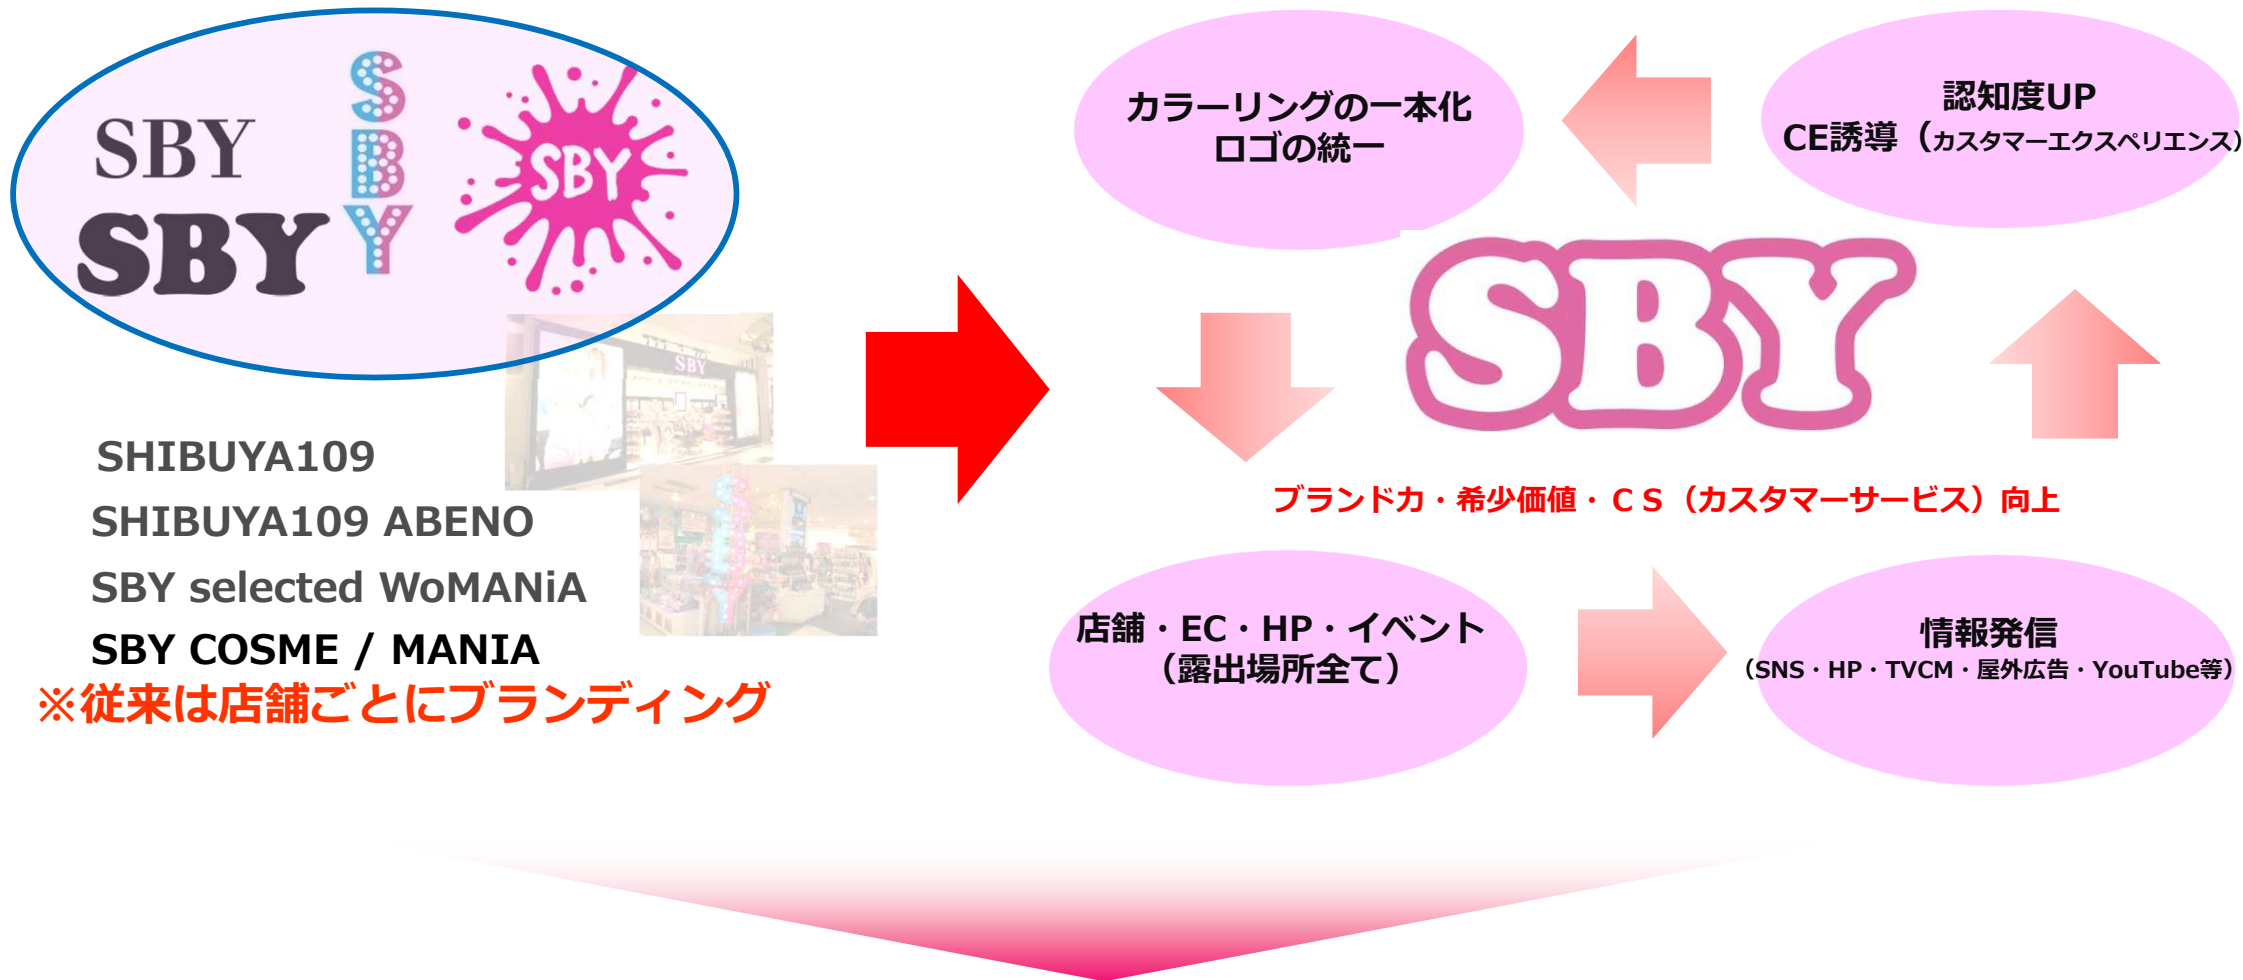 SBY
SBY
SBY
SBY
SHIBUYA109
SHIBUYA109 ABENO
SBY selected WoMANiA
SBY COSME / MANIA
※従来は店舗ごとにブランディング
SBY
SBY
カラーリングの一本化
ロゴの統一
認知度UP
CE誘導（カスタマーエクスペリエンス）
SBY
ブランド力・希少価値・ＣＳ（カスタマーサービス）向上
店舗・EC・HP・イベント
（露出場所全て）
情報発信
（SNS・HP・TVCM・屋外広告・YouTube等）